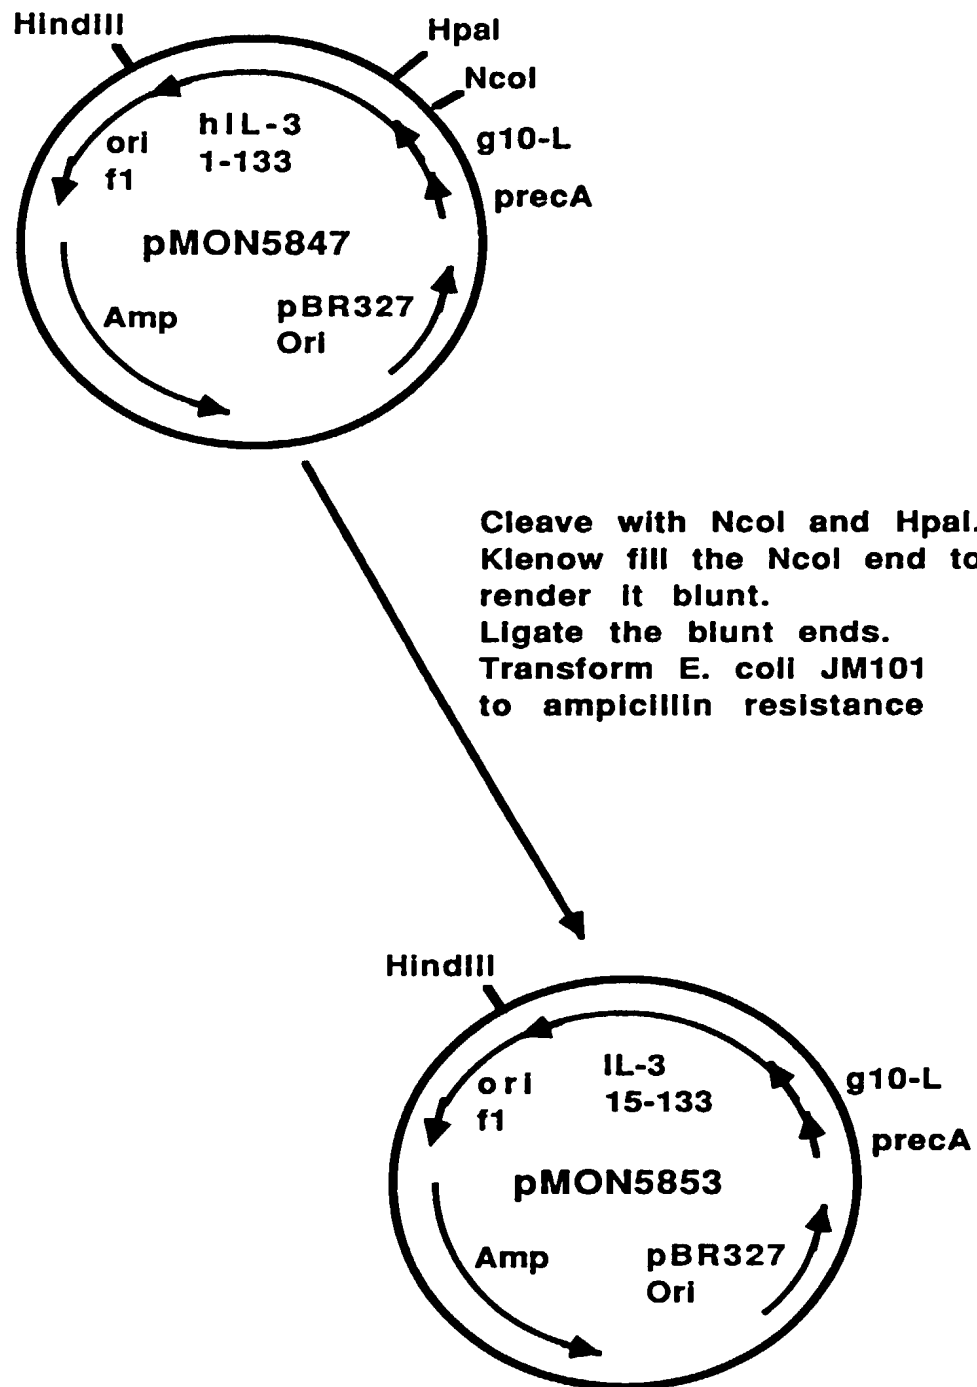 HindIII
HpaI
NcoI
g10-L
precA
ori
f1
hIL-3
1-133
pMON5847
Amp
pBR327
Ori
Cleave with NcoI and HpaI.
Klenow fill the NcoI end to
render it blunt.
Ligate the blunt ends.
Transform E. coli JM101
to ampicillin resistance
HindIII
g10-L
precA
ori
f1
IL-3
15-133
pMON5853
Amp
pBR327
Ori